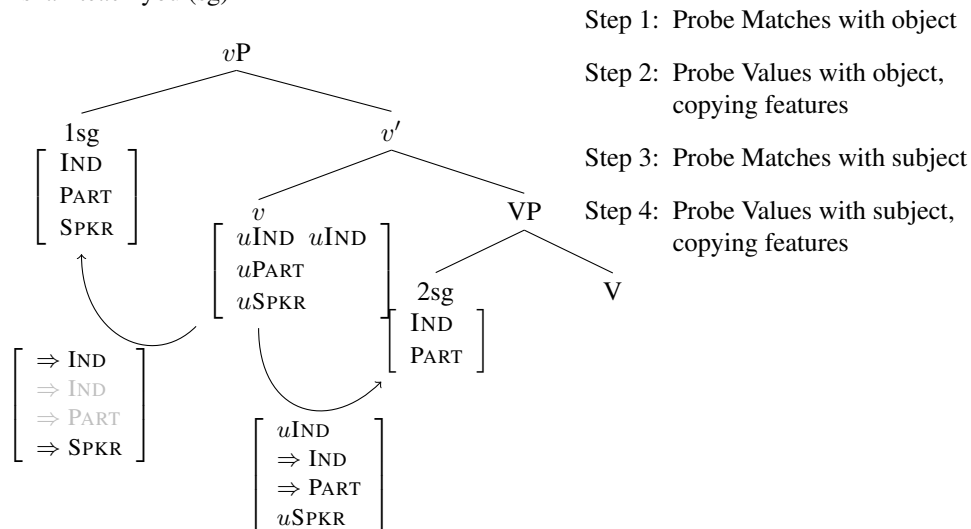 you (sg)
Step 1: Probe Matches with object
Step 2: Probe Values with object,
copying features
Step 3: Probe Matches with subject
Step 4: Probe Values with subject,
copying features
vP
1sg
IND
PART
SPKR
v′
v
uIND uIND
uPART
uSPKR
VP
2sg
IND
PART
V
⇒ IND
⇒ IND
⇒ PART
⇒ SPKR
uIND
⇒ IND
⇒ PART
uSPKR